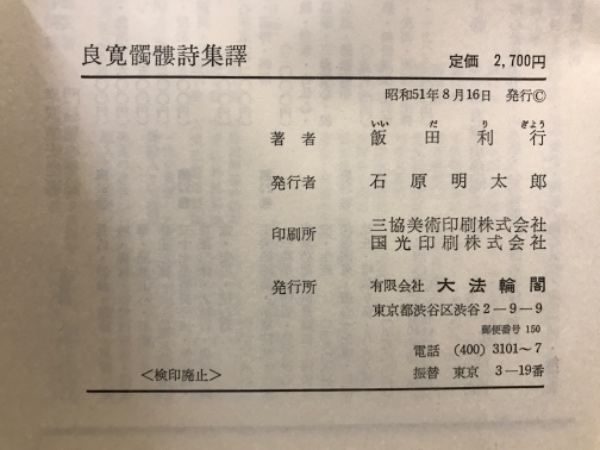 良寛髑髏詩集譯 定価 2,700円
昭和51年8月16日 発行©
著者 飯田利行
いいだりぎょう
発行者 石原明太郎
印刷所 三協美術印刷株式会社
国光印刷株式会社
発行所 有限会社 大法輪閣
東京都渋谷区渋谷2-9-9
郵便番号 150
電話 (400) 3101~7
<検印廃止> 振替 東京 3-19番